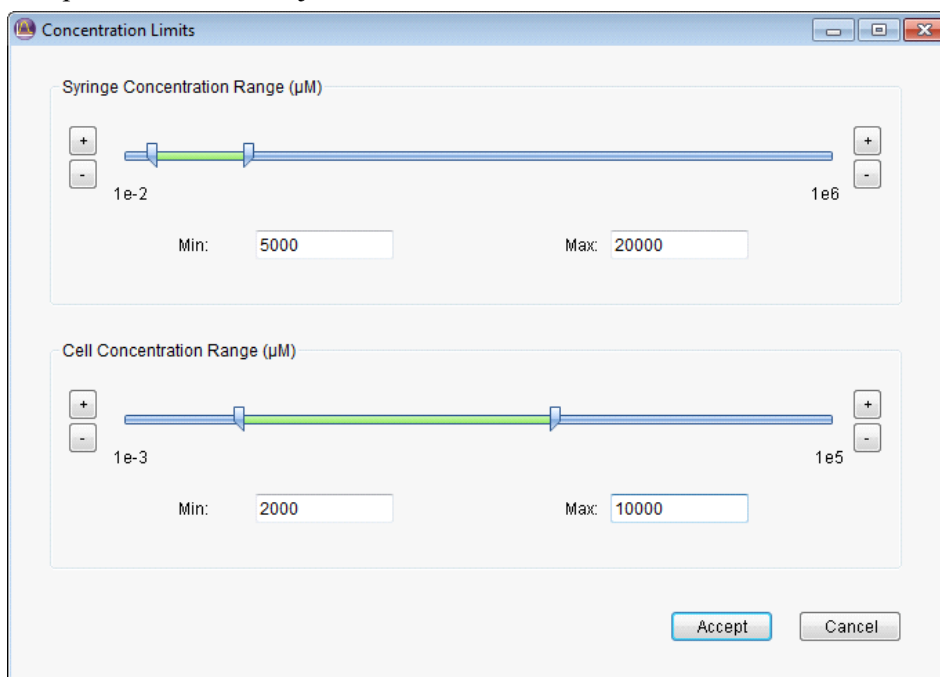 Concentration Limits
Syringe Concentration Range (µM)
+ +
- -
1e-2 1e6
Min: 5000 Max: 20000
Cell Concentration Range (µM)
+ +
- -
1e-3 1e5
Min: 2000 Max: 10000
Accept Cancel